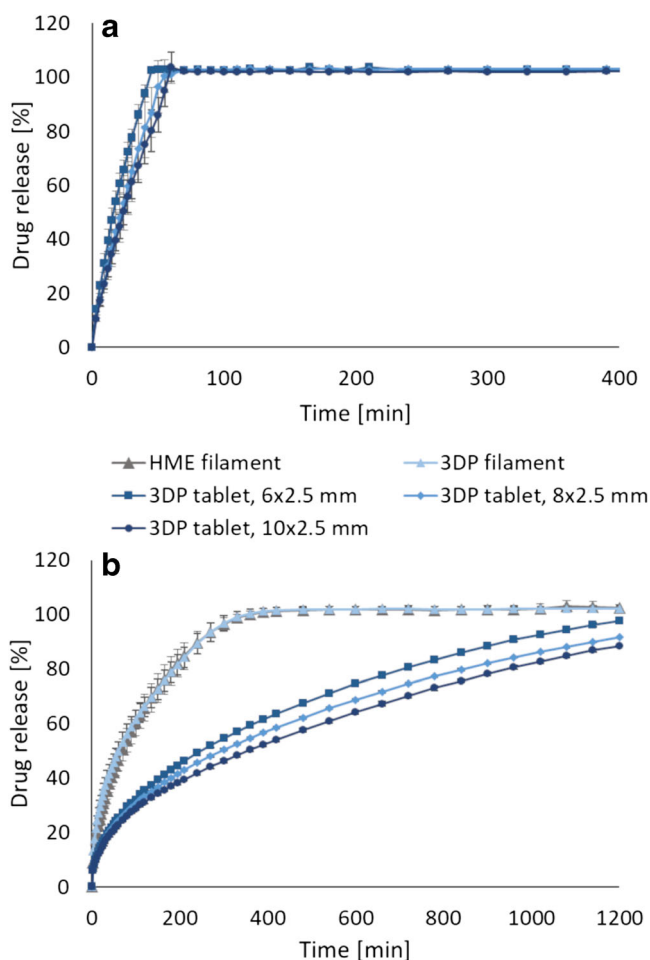 a
120
100
80
60
40
20
0
Drug release [%]
0 100 200 300 400
Time [min]
HME filament 3DP filament
3DP tablet, 6x2.5 mm 3DP tablet, 8x2.5 mm
3DP tablet, 10x2.5 mm
b
120
100
80
60
40
20
0
Drug release [%]
0 200 400 600 800 1000 1200
Time [min]